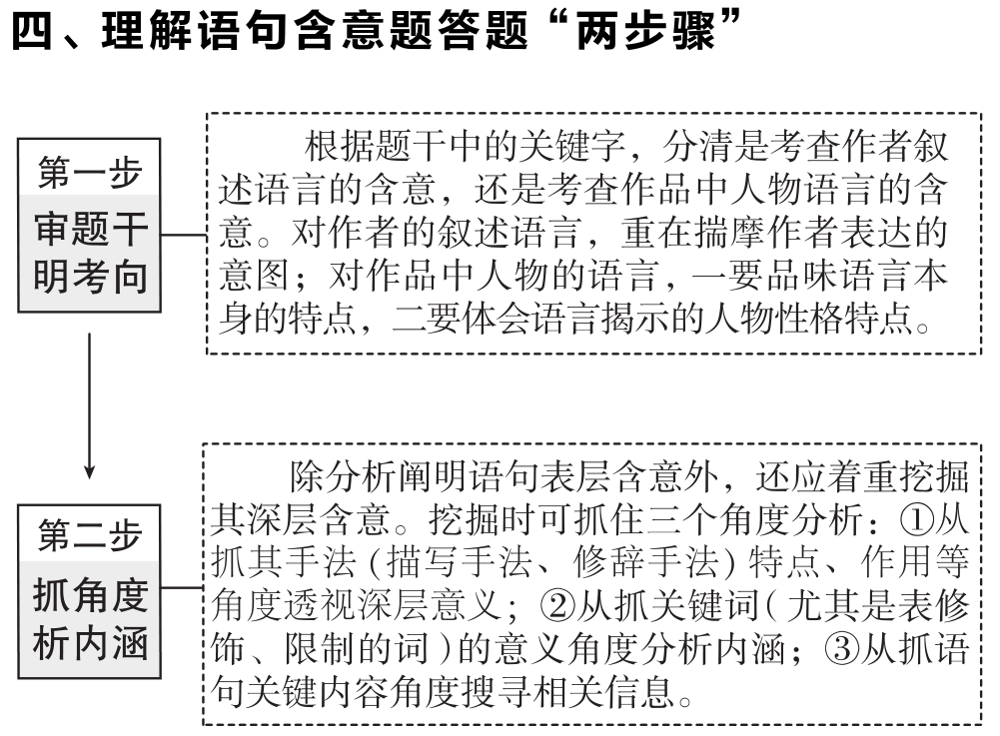 四、理解语句含意题答题“两步骤”
第一步
审题干
明考向
根据题干中的关键字，分清是考查作者叙
述语言的含意，还是考查作品中人物语言的含
意。对作者的叙述语言，重在揣摩作者表达的
意图；对作品中人物的语言，一要品味语言本
身的特点，二要体会语言揭示的人物性格特点。
第二步
抓角度
析内涵
除分析阐明语句表层含意外，还应着重挖掘
其深层含意。挖掘时可抓住三个角度分析：①从
抓其手法(描写手法、修辞手法)特点、作用等
角度透视深层意义；②从抓关键词(尤其是表修
饰、限制的词)的意义角度分析内涵；③从抓语
句关键内容角度搜寻相关信息。